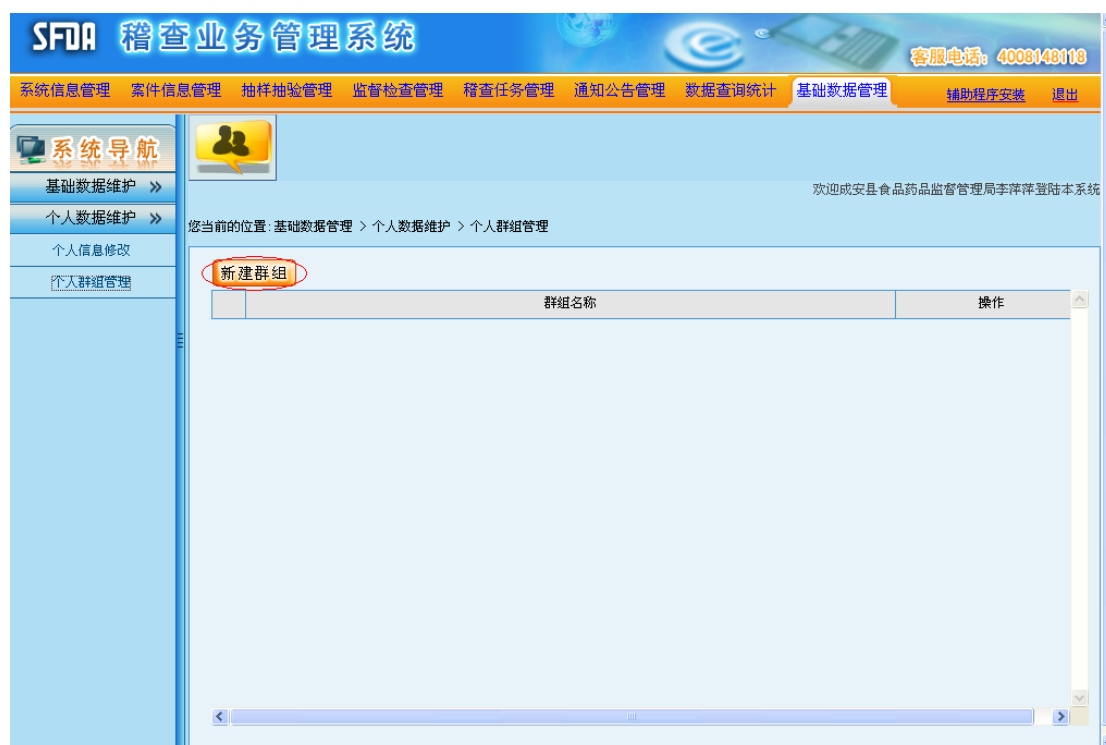 SFDA 稽查业务管理系统
客服电话：4008148118
系统信息管理 案件信息管理 抽样抽验管理 监督检查管理 稽查任务管理 通知公告管理 数据查询统计 基础数据管理 辅助程序安装 退出
系统导航
基础数据维护 »
欢迎成安县食品药品监督管理局李萍萍登陆本系统
个人数据维护 »
您当前的位置：基础数据管理 > 个人数据维护 > 个人群组管理
个人信息修改
个人群组管理
新建群组
群组名称 操作